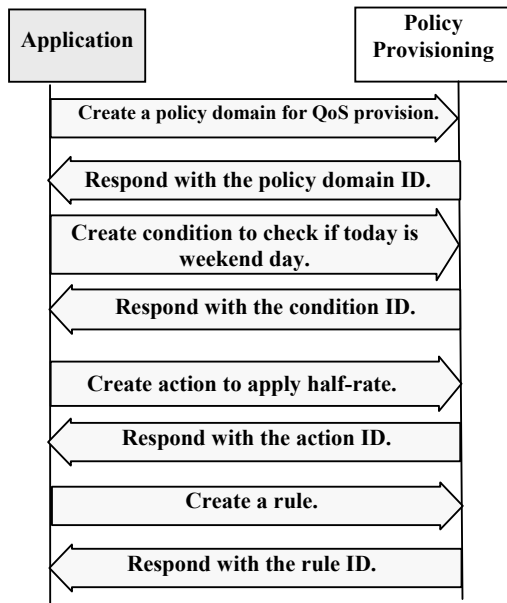 Application
Policy
Provisioning
Create a policy domain for QoS provision.
Respond with the policy domain ID.
Create condition to check if today is
weekend day.
Respond with the condition ID.
Create action to apply half-rate.
Respond with the action ID.
Create a rule.
Respond with the rule ID.